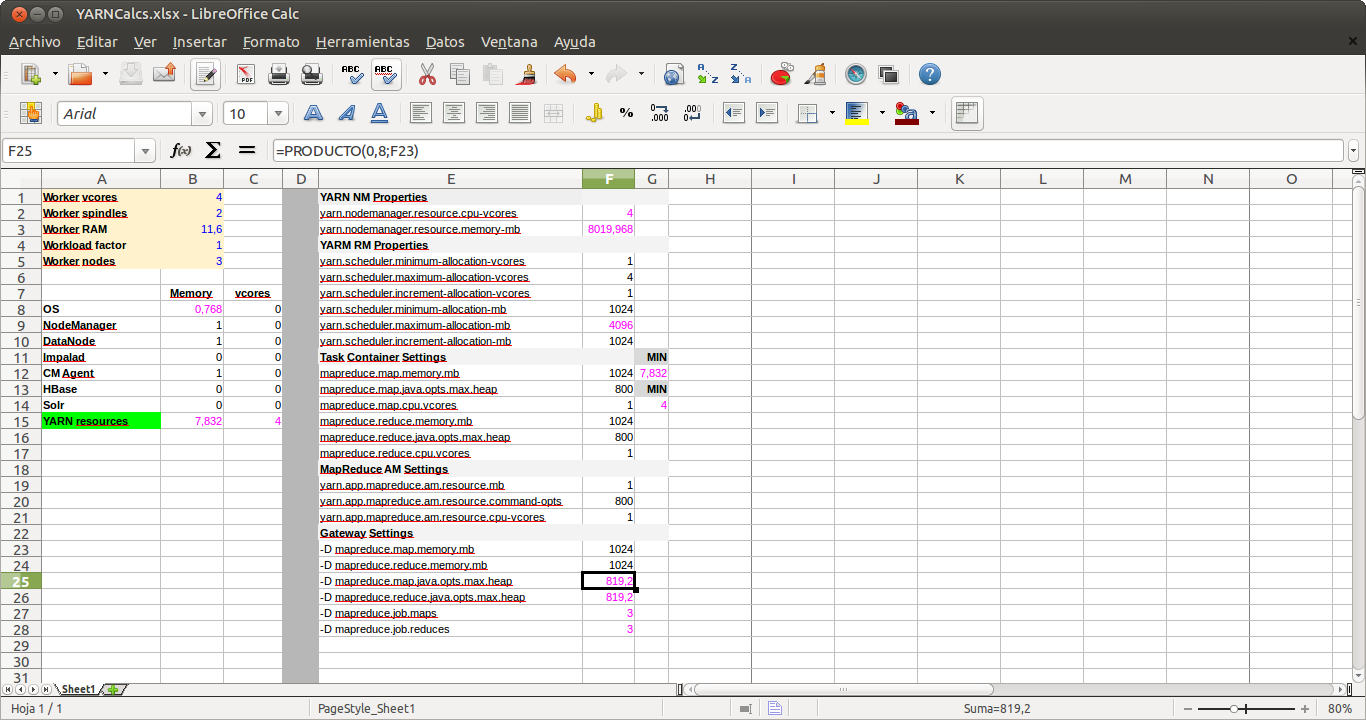 YARNCalcs.xlsx - LibreOffice Calc
Archivo Editar Ver Insertar Formato Herramientas Datos Ventana Ayuda
Arial 10
F25 f(x) Σ = =PRODUCTO(0,8;F23)
A B C D E F G H I J K L M N O
1 Worker vcores 4 YARN NM Properties
2 Worker spindles 2 yarn.nodemanager.resource.cpu-vcores 4
3 Worker RAM 11,6 yarn.nodemanager.resource.memory-mb 8019,968
4 Workload factor 1 YARM RM Properties
5 Worker nodes 3 yarn.scheduler.minimum-allocation-vcores 1
6 yarn.scheduler.maximum-allocation-vcores 4
7 Memory vcores yarn.scheduler.increment-allocation-vcores 1
8 OS 0,768 0 yarn.scheduler.minimum-allocation-mb 1024
9 NodeManager 1 0 yarn.scheduler.maximum-allocation-mb 4096
10 DataNode 1 0 yarn.scheduler.increment-allocation-mb 1024
11 Impalad 0 0 Task Container Settings MIN
12 CM Agent 1 0 mapreduce.map.memory.mb 1024 7,832
13 HBase 0 0 mapreduce.map.java.opts.max.heap 800 MIN
14 Solr 0 0 mapreduce.map.cpu.vcores 1 4
15 YARN resources 7,832 4 mapreduce.reduce.memory.mb 1024
16 mapreduce.reduce.java.opts.max.heap 800
17 mapreduce.reduce.cpu.vcores 1
18 MapReduce AM Settings
19 yarn.app.mapreduce.am.resource.mb 1
20 yarn.app.mapreduce.am.resource.command-opts 800
21 yarn.app.mapreduce.am.resource.cpu-vcores 1
22 Gateway Settings
23 -D mapreduce.map.memory.mb 1024
24 -D mapreduce.reduce.memory.mb 1024
25 -D mapreduce.map.java.opts.max.heap 819,2
26 -D mapreduce.reduce.java.opts.max.heap 819,2
27 -D mapreduce.job.maps 3
28 -D mapreduce.job.reduces 3
29
30
31
Sheet1
Hoja 1 / 1 PageStyle_Sheet1 Suma=819,2 80%